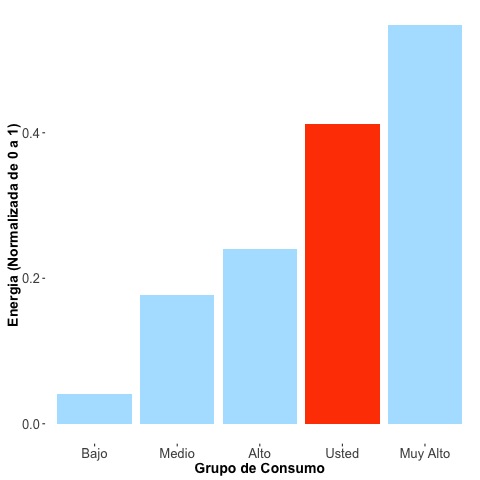 Energia (Normalizada de 0 a 1)
0.4
0.2
0.0
Bajo Medio Alto Usted Muy Alto
Grupo de Consumo